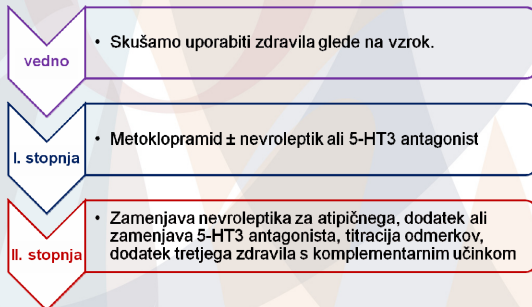 vedno
• Skušamo uporabiti zdravila glede na vzrok.
I. stopnja
• Metoklopramid ± nevroleptik ali 5-HT3 antagonist
II. stopnja
• Zamenjava nevroleptika za atipičnega, dodatek ali
zamenjava 5-HT3 antagonista, titracija odmerkov,
dodatek tretjega zdravila s komplementarnim učinkom